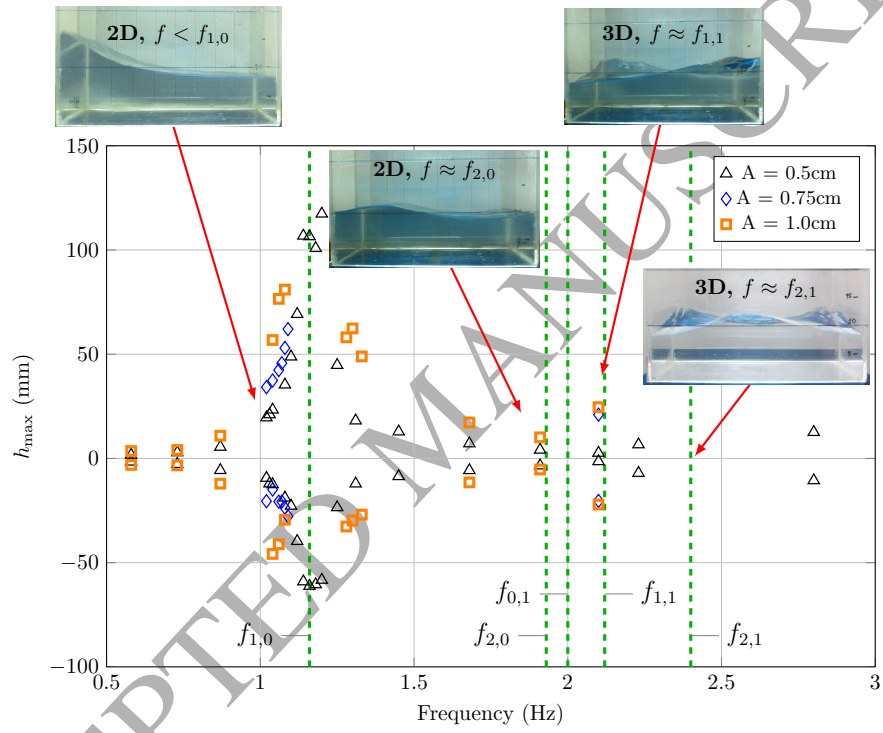 2D, f < f1,0
3D, f ≈ f1,1
2D, f ≈ f2,0
3D, f ≈ f2,1
A = 0.5cm
A = 0.75cm
A = 1.0cm
150
100
50
0
−50
−100
hmax (mm)
f1,0
f0,1
f2,0
f1,1
f2,1
0.5
1
1.5
2
2.5
3
Frequency (Hz)
EPTED MANUSCRI